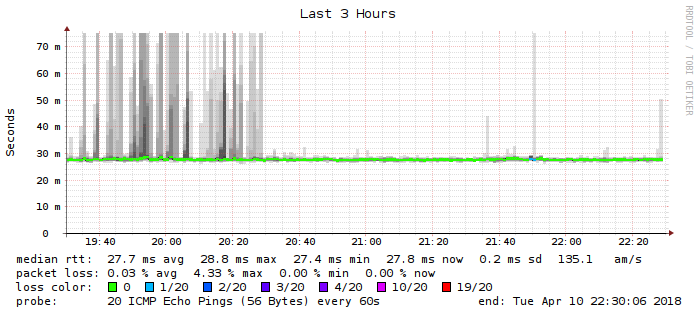 Last 3 Hours
RRDTOOL / TOBI OETIKER
Seconds
70 m
60 m
50 m
40 m
30 m
20 m
10 m
0
19:40 20:00 20:20 20:40 21:00 21:20 21:40 22:00 22:20
median rtt: 27.7 ms avg 28.8 ms max 27.4 ms min 27.8 ms now 0.2 ms sd 135.1 am/s
packet loss: 0.03 % avg 4.33 % max 0.00 % min 0.00 % now
loss color: 0 1/20 2/20 3/20 4/20 10/20 19/20
probe: 20 ICMP Echo Pings (56 Bytes) every 60s end: Tue Apr 10 22:30:06 2018